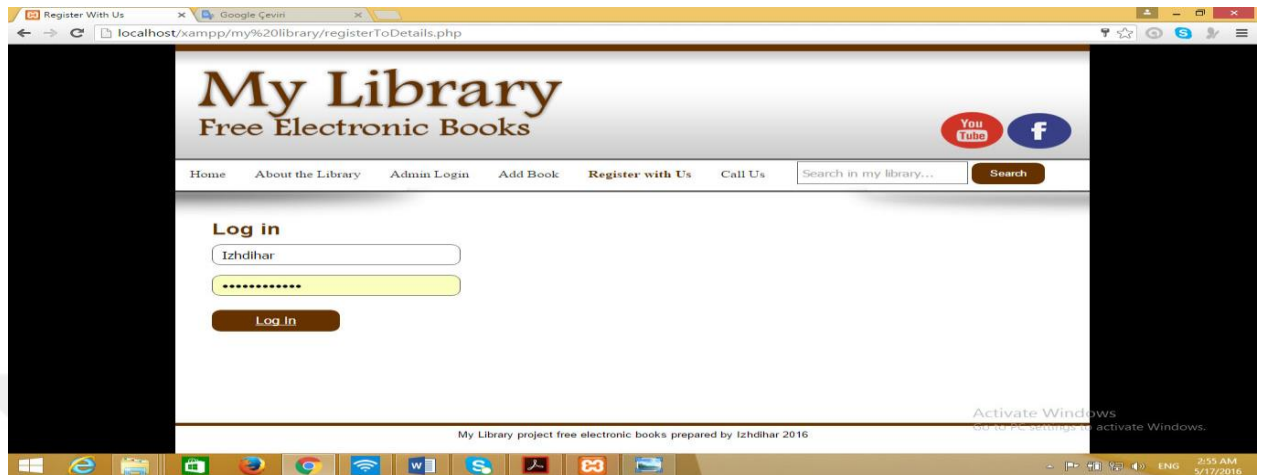 Register With Us
Google Çeviri
localhost/xampp/my%20library/registerToDetails.php
My Library
Free Electronic Books
You
Tube
f
Home About the Library Admin Login Add Book Register with Us Call Us Search in my library... Search
Log in
Izhdihar
••••••••••••
Log In
Activate Windows
Go to PC settings to activate Windows.
My Library project free electronic books prepared by Izhdihar 2016
ENG
2:55 AM
5/17/2016